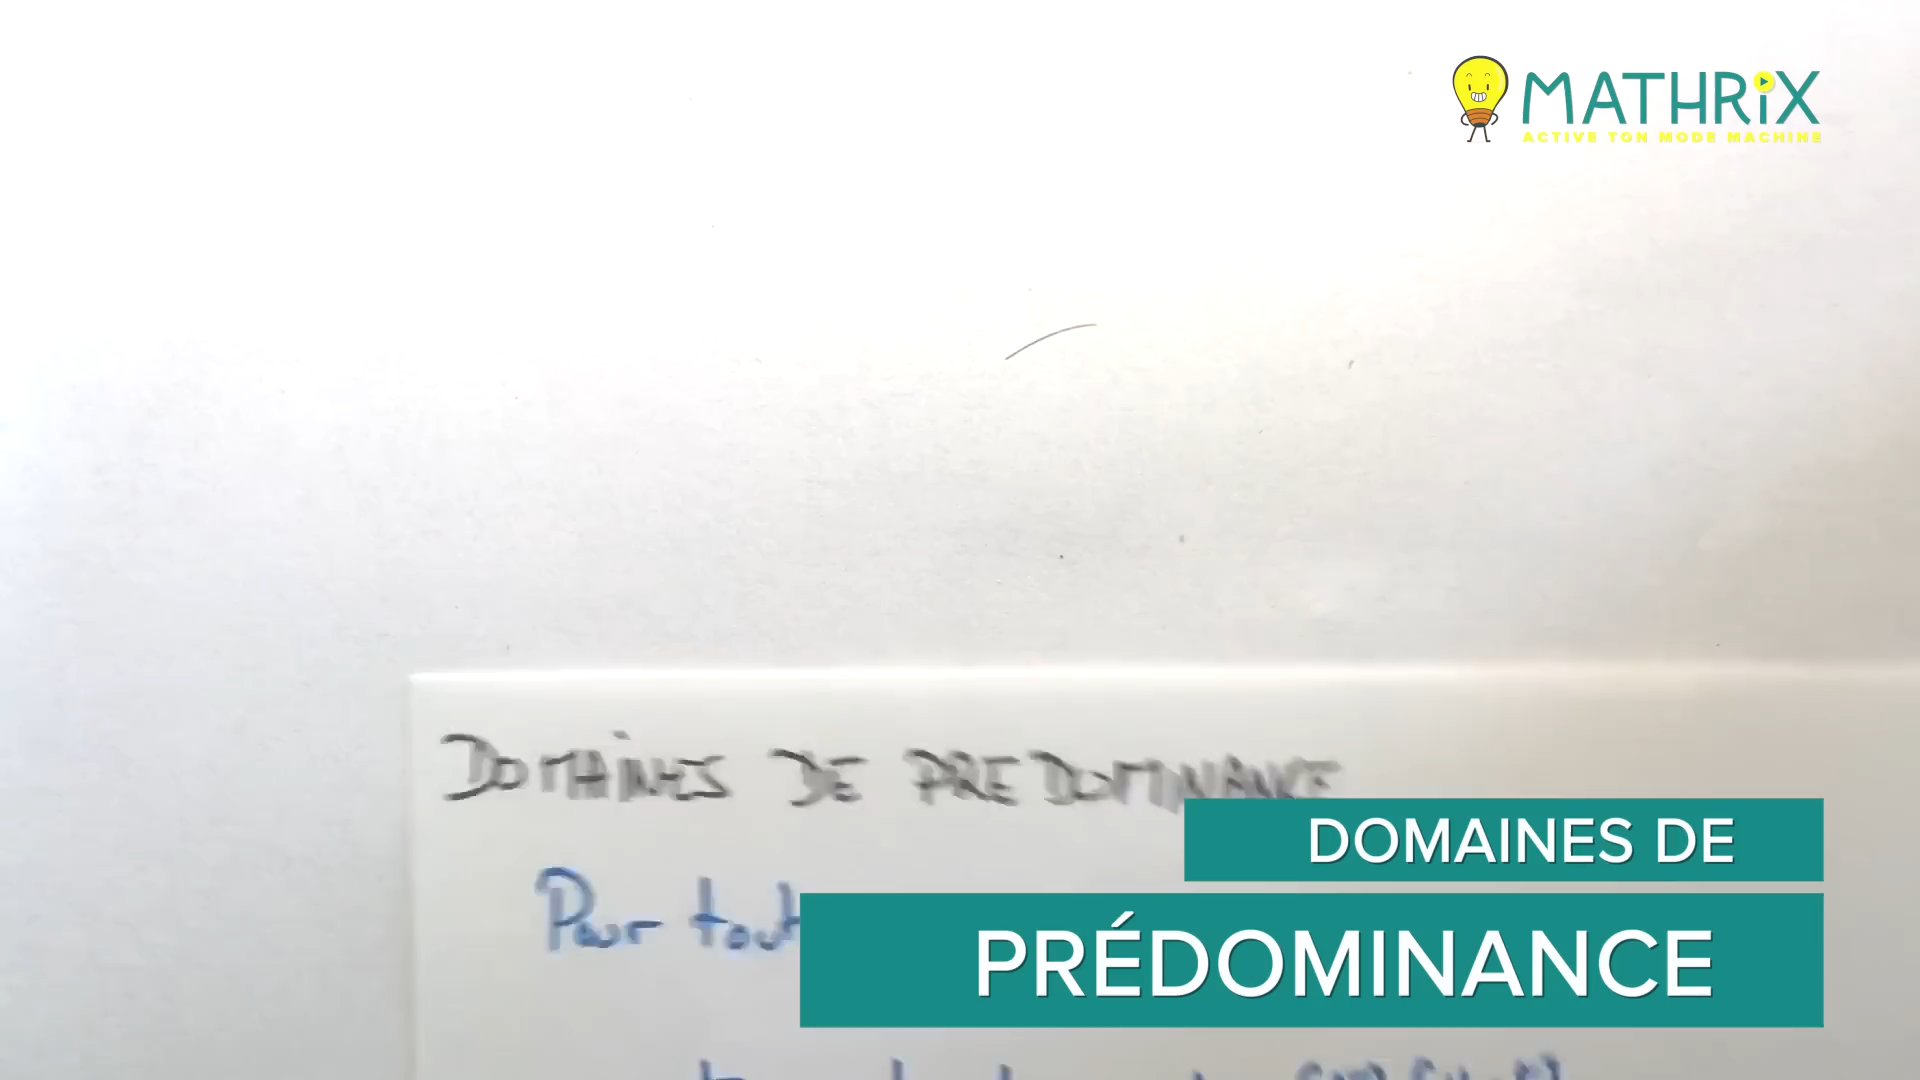 MATHRiX
ACTIVE TON MODE MACHINE
DOMAINES DE PREDOMINANCE
Pour tout
DOMAINES DE
PRÉDOMINANCE